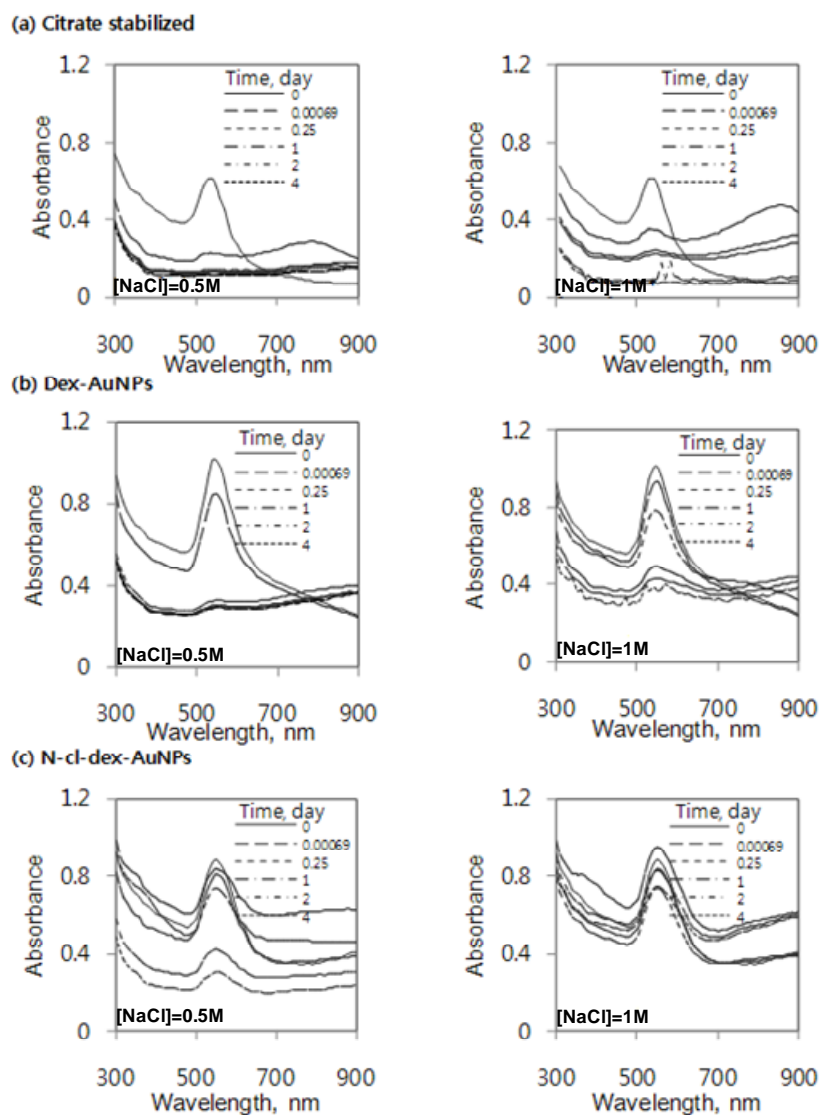 (a) Citrate stabilized
1.2
0.8
0.4
0
Absorbance
Time, day
0
0.00069
0.25
1
2
4
[NaCl]=0.5M
300 500 700 900
Wavelength, nm
1.2
0.8
0.4
0
Absorbance
Time, day
0
0.00069
0.25
1
2
4
[NaCl]=1M
300 500 700 900
Wavelength, nm
(b) Dex-AuNPs
1.2
0.8
0.4
0
Absorbance
Time, day
0
0.00069
0.25
1
2
4
[NaCl]=0.5M
300 500 700 900
Wavelength, nm
1.2
0.8
0.4
0
Absorbance
Time, day
0
0.00069
0.25
1
2
4
[NaCl]=1M
300 500 700 900
Wavelength, nm
(c) N-cl-dex-AuNPs
1.2
0.8
0.4
0
Absorbance
Time, day
0
0.00069
0.25
1
2
4
[NaCl]=0.5M
300 500 700 900
Wavelength, nm
1.2
0.8
0.4
0
Absorbance
Time, day
0
0.00069
0.25
1
2
4
[NaCl]=1M
300 500 700 900
Wavelength, nm